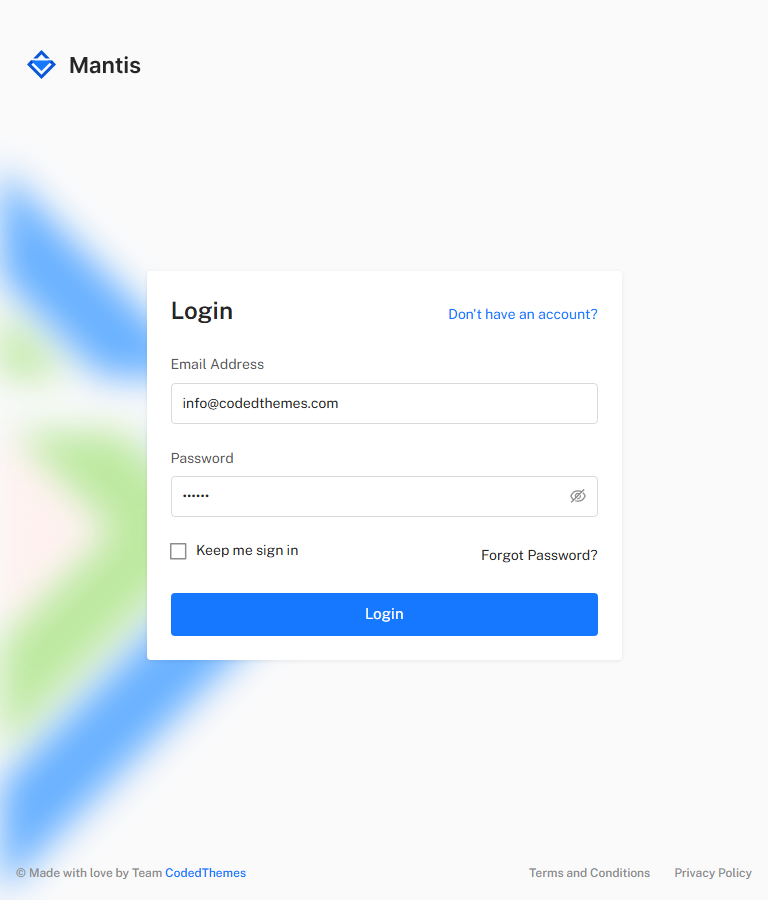 Mantis
Login
Don't have an account?
Email Address
info@codedthemes.com
Password
••••••
Keep me sign in
Forgot Password?
Login
© Made with love by Team CodedThemes
Terms and Conditions
Privacy Policy